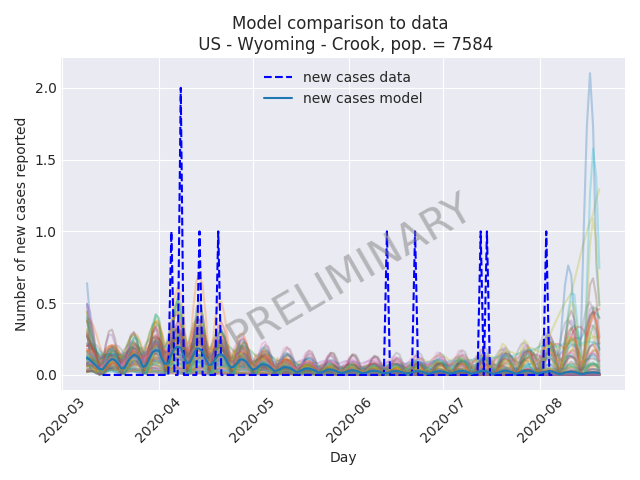 Model comparison to data
US - Wyoming - Crook, pop. = 7584
new cases data
new cases model
Number of new cases reported
2.0
1.5
1.0
0.5
0.0
PRELIMINARY
2020-03
2020-04
2020-05
2020-06
2020-07
2020-08
Day